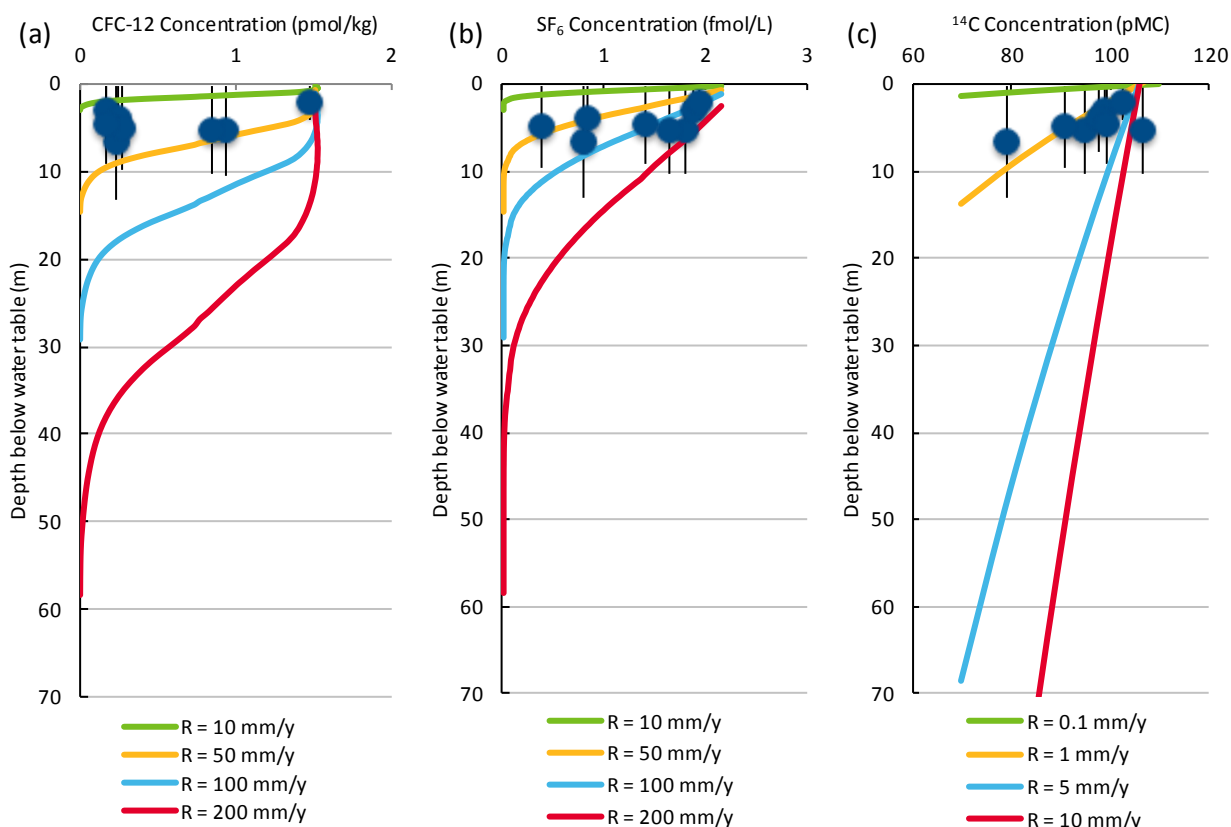 (a) CFC-12 Concentration (pmol/kg)
0 1 2
0
10
20
30
40
50
60
70
Depth below water table (m)
R = 10 mm/y
R = 50 mm/y
R = 100 mm/y
R = 200 mm/y
(b) SF₆ Concentration (fmol/L)
0 1 2 3
0
10
20
30
40
50
60
70
Depth below water table (m)
R = 10 mm/y
R = 50 mm/y
R = 100 mm/y
R = 200 mm/y
(c) ¹⁴C Concentration (pMC)
60 80 100 120
0
10
20
30
40
50
60
70
Depth below water table (m)
R = 0.1 mm/y
R = 1 mm/y
R = 5 mm/y
R = 10 mm/y